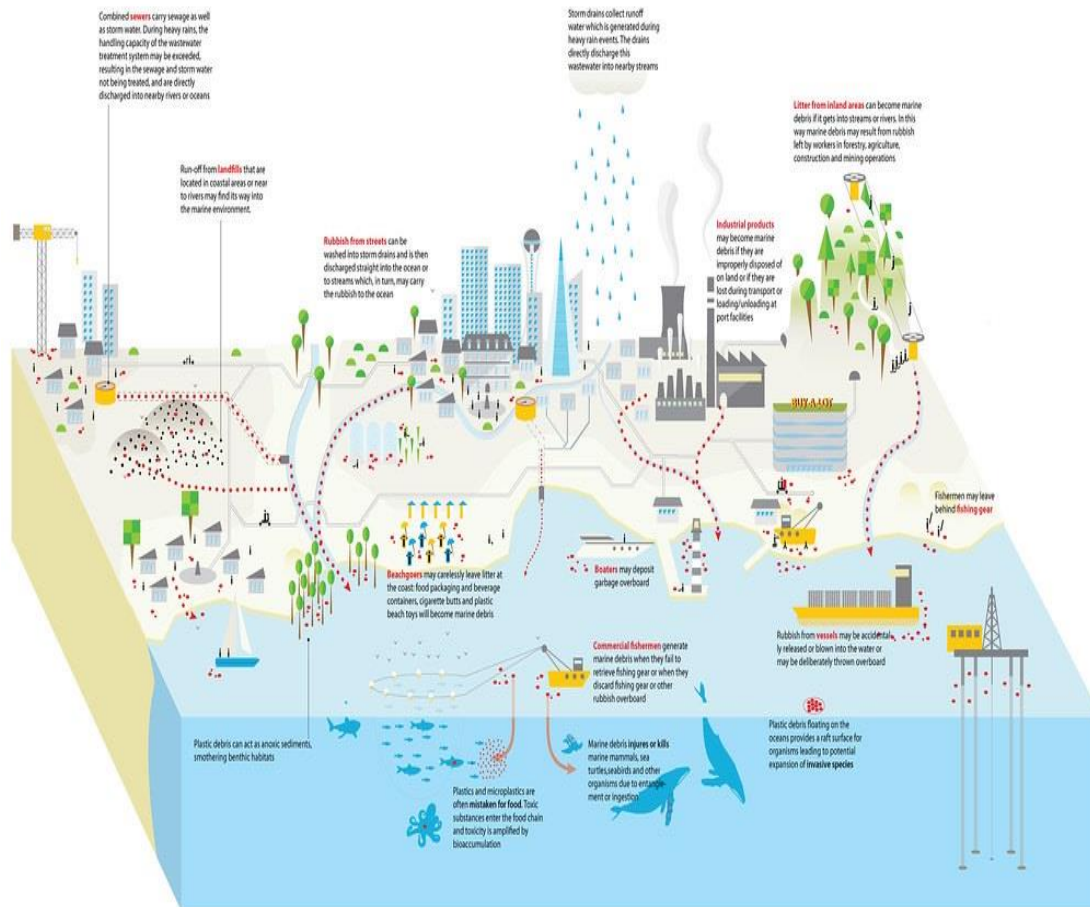 Combined sewers carry sewage as well
as storm water. During heavy rains, the
handling capacity of the wastewater
treatment system may be exceeded,
resulting in the sewage and storm water
not being treated, and are directly
discharged into nearby rivers or oceans
Storm drains collect runoff
water which is generated during
heavy rain events. The drains
directly discharge this
wastewater into nearby streams
Litter from inland areas can become marine
debris if it gets into streams or rivers. In this
way marine debris may result from rubbish
left by workers in forestry, agriculture,
construction and mining operations
Run-off from landfills that are
located in coastal areas or near
to rivers may find its way into
the marine environment.
Rubbish from streets can be
washed into storm drains and is then
discharged straight into the ocean or
to streams which, in turn, may carry
the rubbish to the ocean
Industrial products
may become marine
debris if they are
improperly disposed of
on land or if they are
lost during transport or
loading/unloading at
port facilities
BUY-A-LOT
Fishermen may leave
behind fishing gear
Beachgoers may carelessly leave litter at
the coast: food packaging and beverage
containers, cigarette butts and plastic
beach toys will become marine debris
Boaters may deposit
garbage overboard
Commercial fishermen generate
marine debris when they fail to
retrieve fishing gear or when they
discard fishing gear or other
rubbish overboard
Rubbish from vessels may be accidental-
ly released or blown into the water or
may be deliberately thrown overboard
Plastic debris can act as anoxic sediments,
smothering benthic habitats
Plastics and microplastics are
often mistaken for food. Toxic
substances enter the food chain
and toxicity is amplified by
bioaccumulation
Marine debris injures or kills
marine mammals, sea
turtles,seabirds and other
organisms due to entangle-
ment or ingestion
Plastic debris floating on the
oceans provides a raft surface for
organisms leading to potential
expansion of invasive species